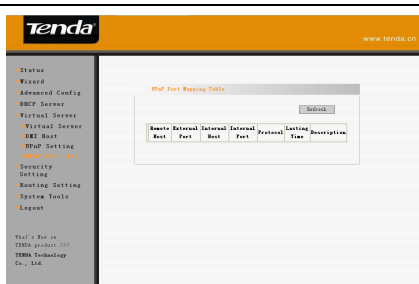 Tenda
www.tenda.cn
Status
Wizard
Advanced Config
DHCP Server
Virtual Server
Virtual Server
DMZ Host
UPnP Setting
Security
Setting
Routing Setting
System Tools
Logout
What's New on
TENDA product >>>
TENDA Technology
Co., Ltd.
UPnP Port Mapping Table
Refresh
Remote Host External Port Internal Host Internal Port Protocol Lasting Time Description